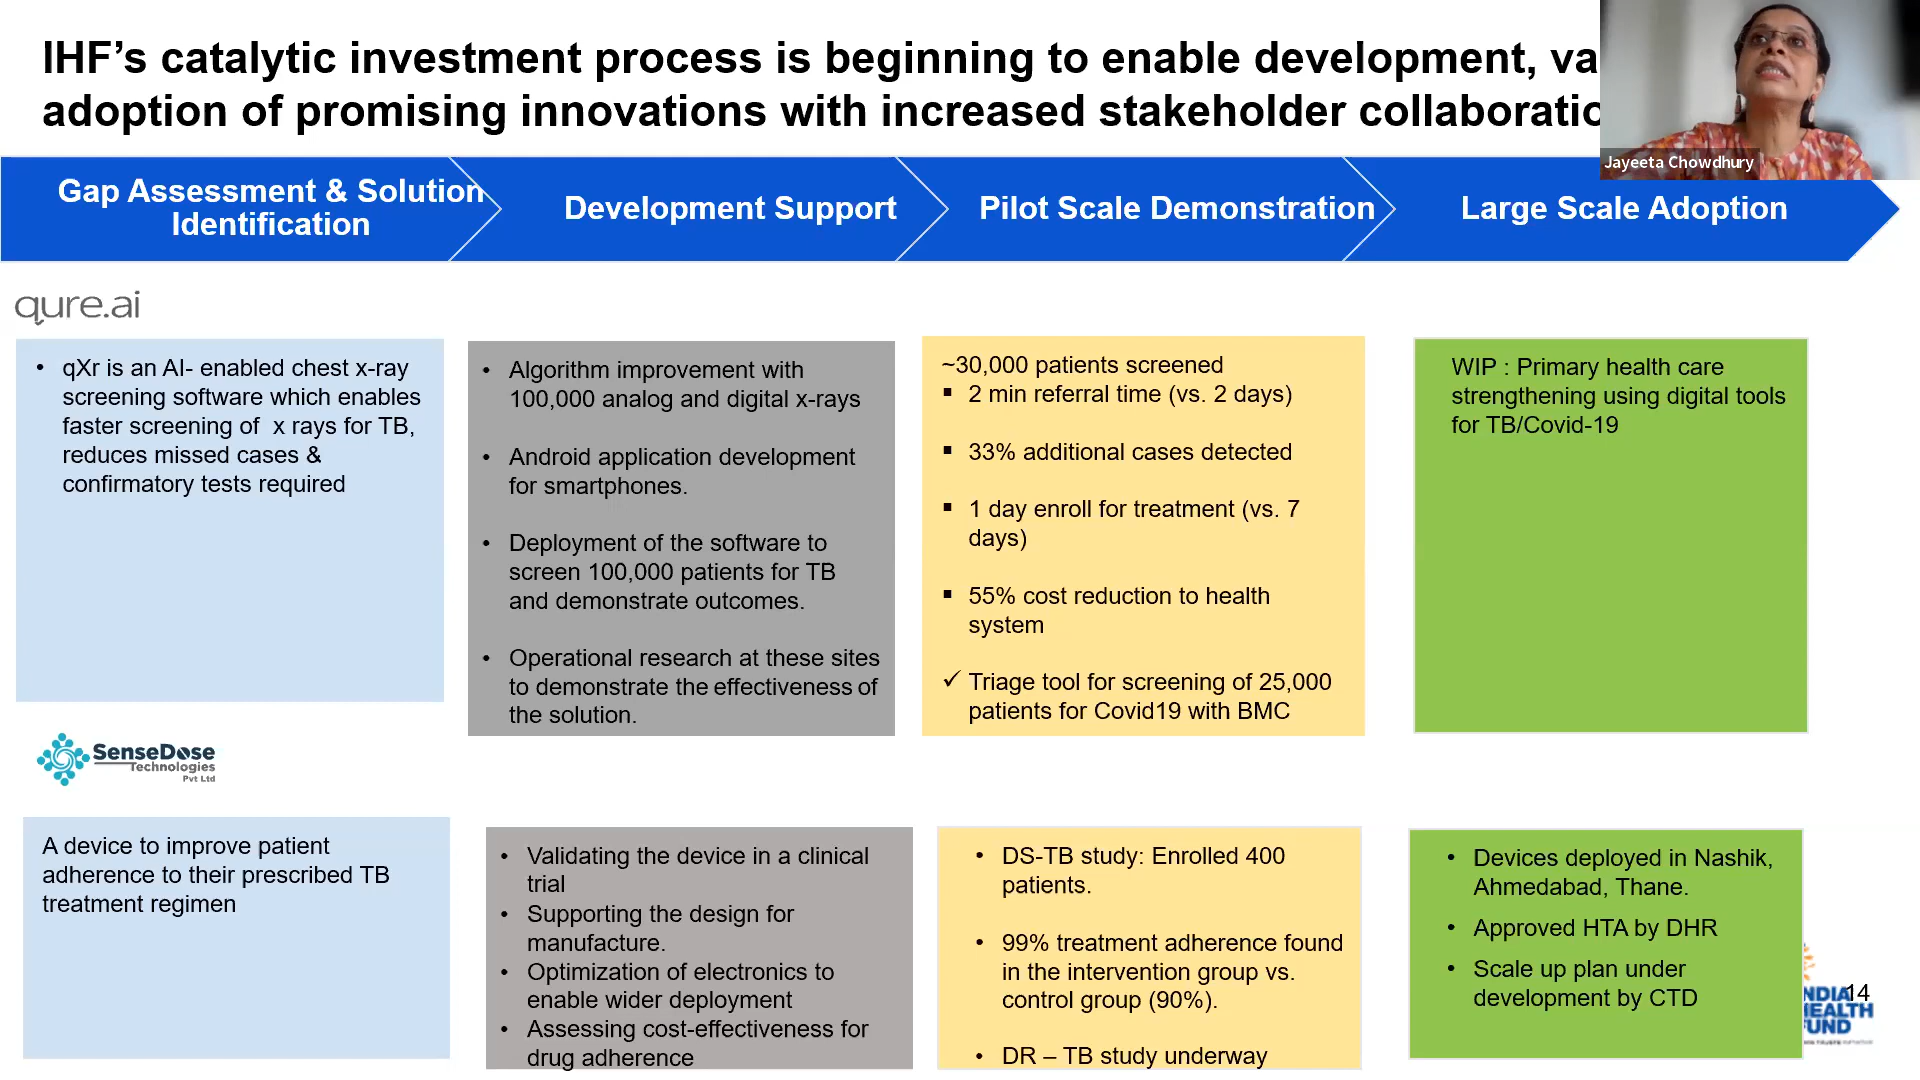 IHF’s catalytic investment process is beginning to enable development, va
adoption of promising innovations with increased stakeholder collaboratio
Jayeeta Chowdhury
Gap Assessment & Solution
Identification
Development Support
Pilot Scale Demonstration
Large Scale Adoption
qure.ai
• qXr is an AI- enabled chest x-ray
screening software which enables
faster screening of x rays for TB,
reduces missed cases &
confirmatory tests required
• Algorithm improvement with
100,000 analog and digital x-rays
• Android application development
for smartphones.
• Deployment of the software to
screen 100,000 patients for TB
and demonstrate outcomes.
• Operational research at these sites
to demonstrate the effectiveness of
the solution.
~30,000 patients screened
▪ 2 min referral time (vs. 2 days)
▪ 33% additional cases detected
▪ 1 day enroll for treatment (vs. 7
days)
▪ 55% cost reduction to health
system
✓ Triage tool for screening of 25,000
patients for Covid19 with BMC
WIP : Primary health care
strengthening using digital tools
for TB/Covid-19
SenseDose
Technologies
Pvt Ltd
A device to improve patient
adherence to their prescribed TB
treatment regimen
• Validating the device in a clinical
trial
• Supporting the design for
manufacture.
• Optimization of electronics to
enable wider deployment
• Assessing cost-effectiveness for
drug adherence
• DS-TB study: Enrolled 400
patients.
• 99% treatment adherence found
in the intervention group vs.
control group (90%).
• DR – TB study underway
• Devices deployed in Nashik,
Ahmedabad, Thane.
• Approved HTA by DHR
• Scale up plan under
development by CTD
14
INDIA
HEALTH
FUND